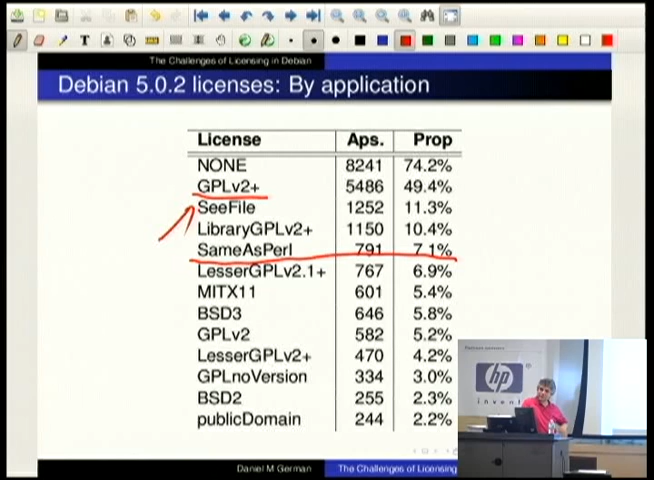 The Challenges of Licensing in Debian
Debian 5.0.2 licenses: By application
License Aps. Prop
NONE 8241 74.2%
GPLv2+ 5486 49.4%
SeeFile 1252 11.3%
LibraryGPLv2+ 1150 10.4%
SameAsPerl 791 7.1%
LesserGPLv2.1+ 767 6.9%
MITX11 601 5.4%
BSD3 646 5.8%
GPLv2 582 5.2%
LesserGPLv2+ 470 4.2%
GPLnoVersion 334 3.0%
BSD2 255 2.3%
publicDomain 244 2.2%
Daniel M German The Challenges of Licensing
hp
invent